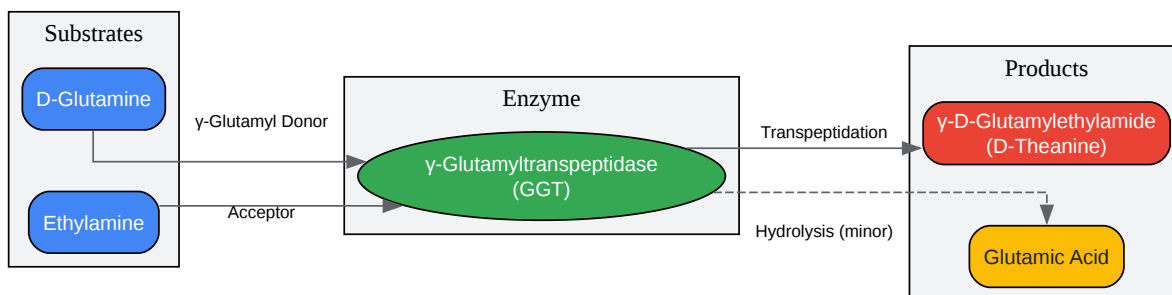 Substrates
D-Glutamine
Ethylamine
γ-Glutamyl Donor
Acceptor
Enzyme
γ-Glutamyltranspeptidase
(GGT)
Transpeptidation
Hydrolysis (minor)
Products
γ-D-Glutamylethylamide
(D-Theanine)
Glutamic Acid